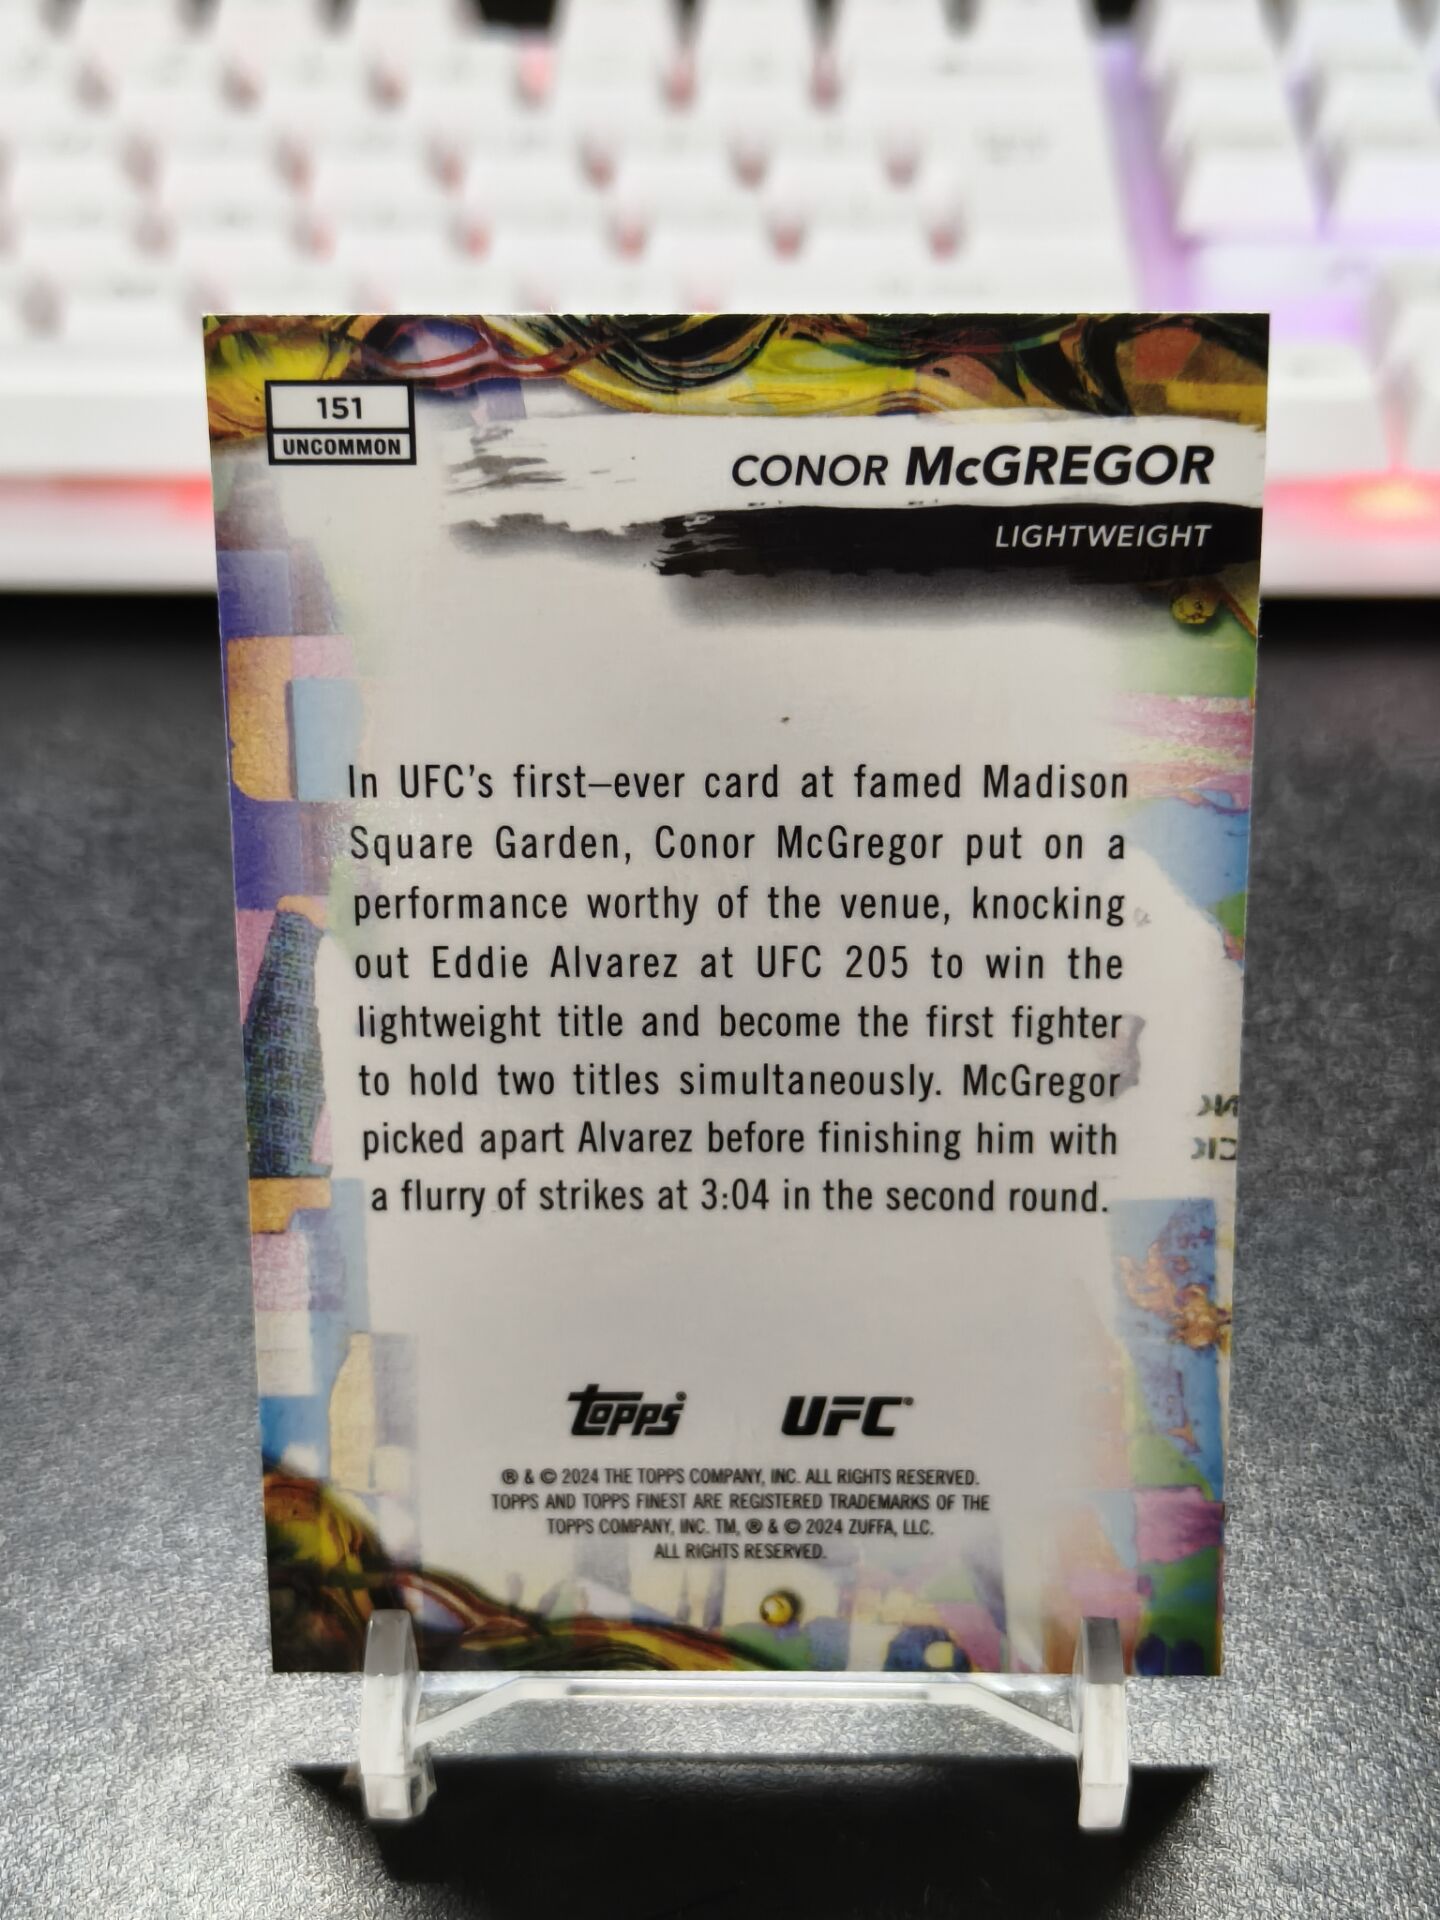 151
UNCOMMON
CONOR McGREGOR
LIGHTWEIGHT
In UFC's first–ever card at famed Madison
Square Garden, Conor McGregor put on a
performance worthy of the venue, knocking
out Eddie Alvarez at UFC 205 to win the
lightweight title and become the first fighter
to hold two titles simultaneously. McGregor
picked apart Alvarez before finishing him with
a flurry of strikes at 3:04 in the second round.
topps® UFC®
® & © 2024 THE TOPPS COMPANY, INC. ALL RIGHTS RESERVED.
TOPPS AND TOPPS FINEST ARE REGISTERED TRADEMARKS OF THE
TOPPS COMPANY, INC. TM, ® & © 2024 ZUFFA, LLC.
ALL RIGHTS RESERVED.